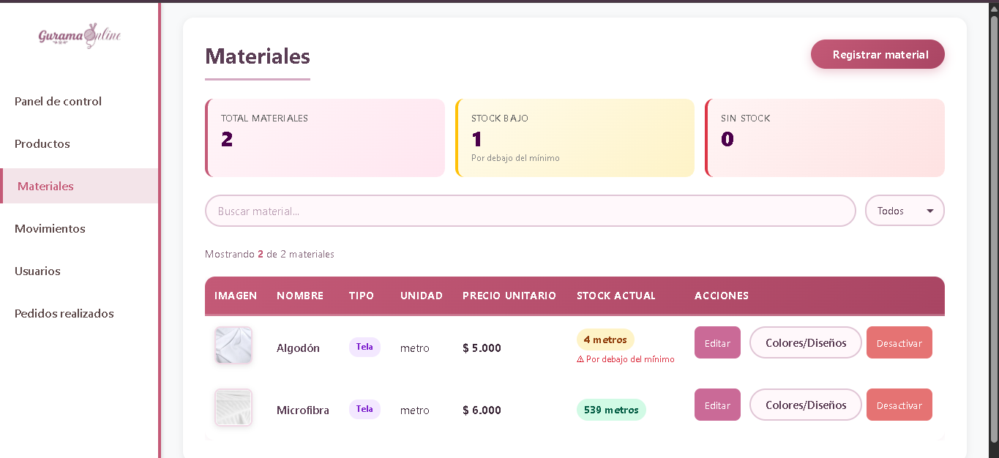 Gurama Online
Panel de control
Productos
Materiales
Movimientos
Usuarios
Pedidos realizados
Materiales
Registrar material
TOTAL MATERIALES
2
STOCK BAJO
1
Por debajo del mínimo
SIN STOCK
0
Buscar material...
Todos
Mostrando 2 de 2 materiales
IMAGEN NOMBRE TIPO UNIDAD PRECIO UNITARIO STOCK ACTUAL ACCIONES
Algodón Tela metro $ 5.000 4 metros Editar Colores/Diseños Desactivar
⚠ Por debajo del mínimo
Microfibra Tela metro $ 6.000 539 metros Editar Colores/Diseños Desactivar